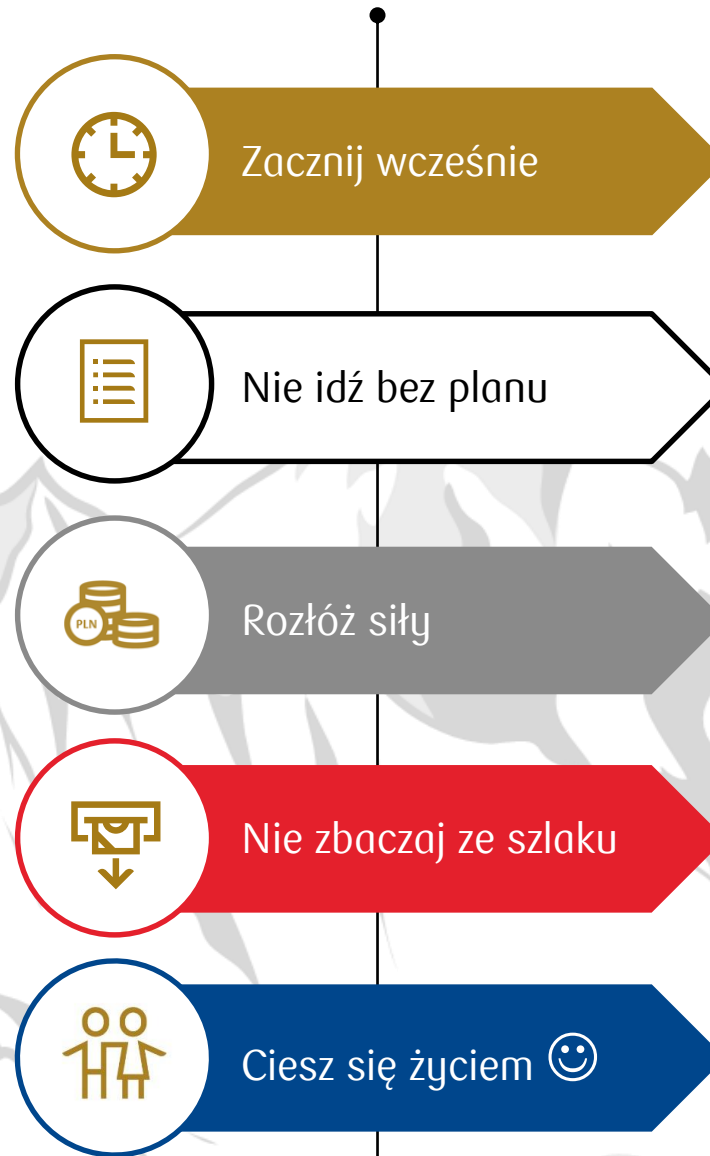 Zacznij wcześnie
Nie idź bez planu
PLN
Rozłóż siły
Nie zbaczaj ze szlaku
Ciesz się życiem ☺